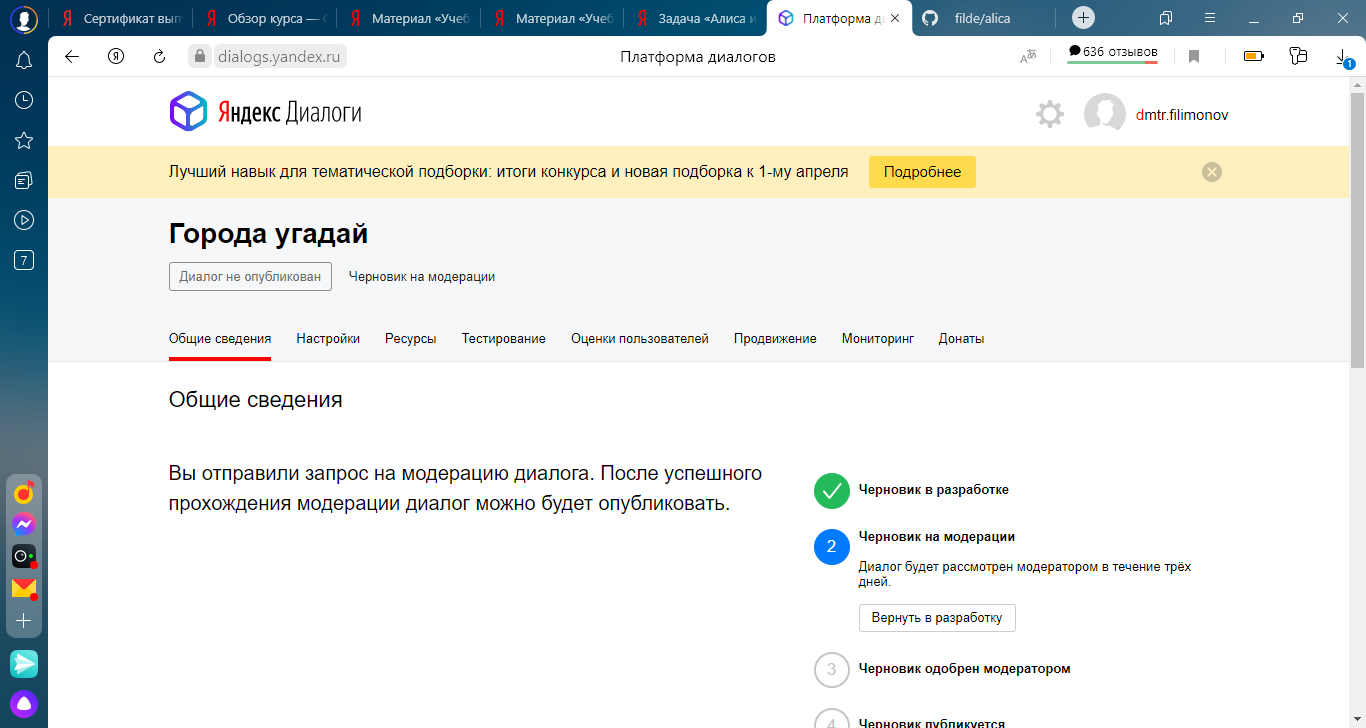 Сертификат вып
Обзор курса —
Материал «Учеб
Материал «Учеб
Задача «Алиса и
Платформа ди
filde/alica
dialogs.yandex.ru
Платформа диалогов
636 отзывов
1
7
Яндекс Диалоги
dmtr.filimonov
Лучший навык для тематической подборки: итоги конкурса и новая подборка к 1-му апреля
Подробнее
Города угадай
Диалог не опубликован
Черновик на модерации
Общие сведения
Настройки
Ресурсы
Тестирование
Оценки пользователей
Продвижение
Мониторинг
Донаты
Общие сведения
Вы отправили запрос на модерацию диалога. После успешного
прохождения модерации диалог можно будет опубликовать.
Черновик в разработке
2
Черновик на модерации
Диалог будет рассмотрен модератором в течение трёх
дней.
Вернуть в разработку
3
Черновик одобрен модератором
4
Черновик публикуется